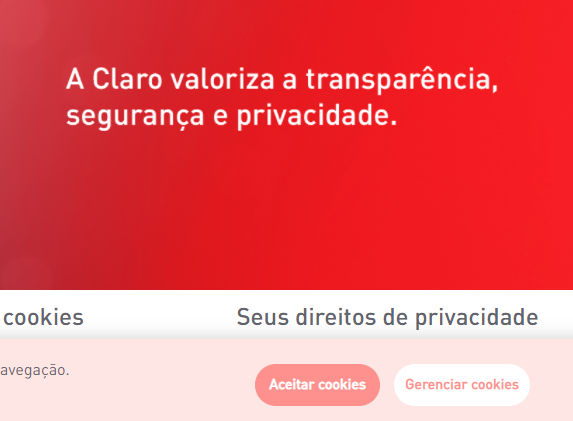 A Claro valoriza a transparência,
segurança e privacidade.
cookies
Seus direitos de privacidade
avegação.
Aceitar cookies
Gerenciar cookies